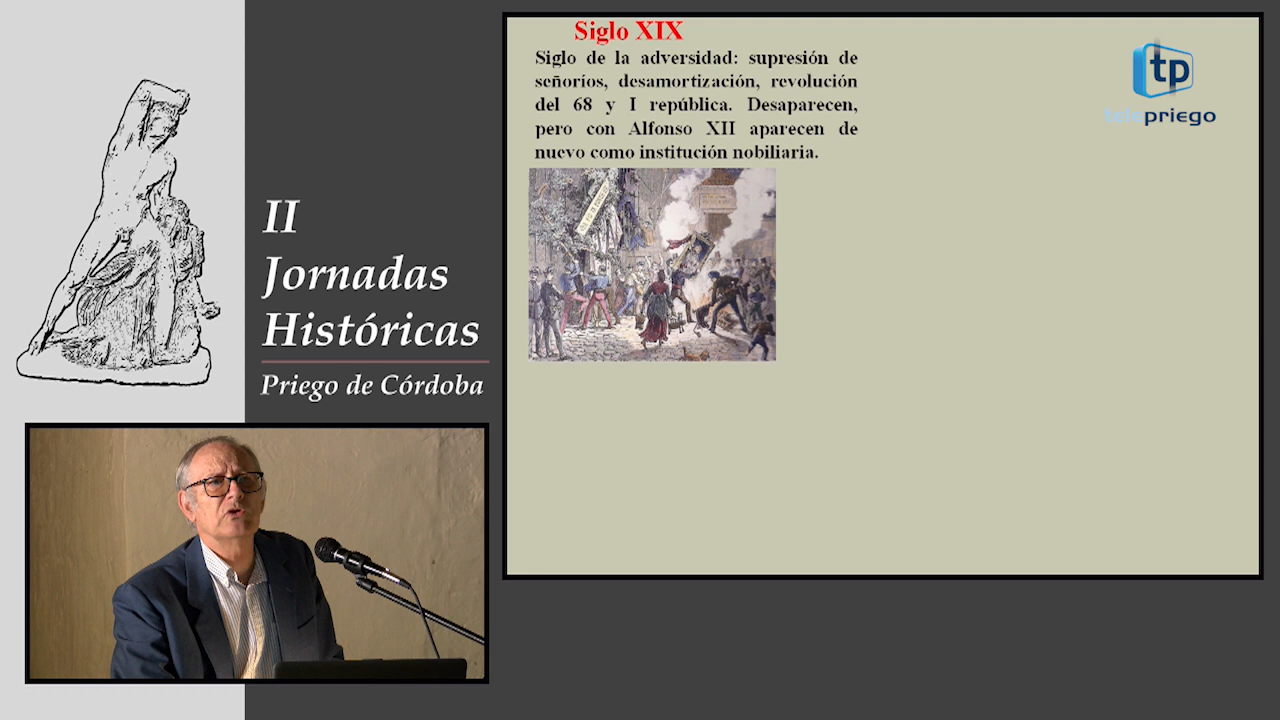 II
Jornadas
Históricas
Priego de Córdoba
Siglo XIX
Siglo de la adversidad: supresión de
señoríos, desamortización, revolución
del 68 y I república. Desaparecen,
pero con Alfonso XII aparecen de
nuevo como institución nobiliaria.
tp
telepriego